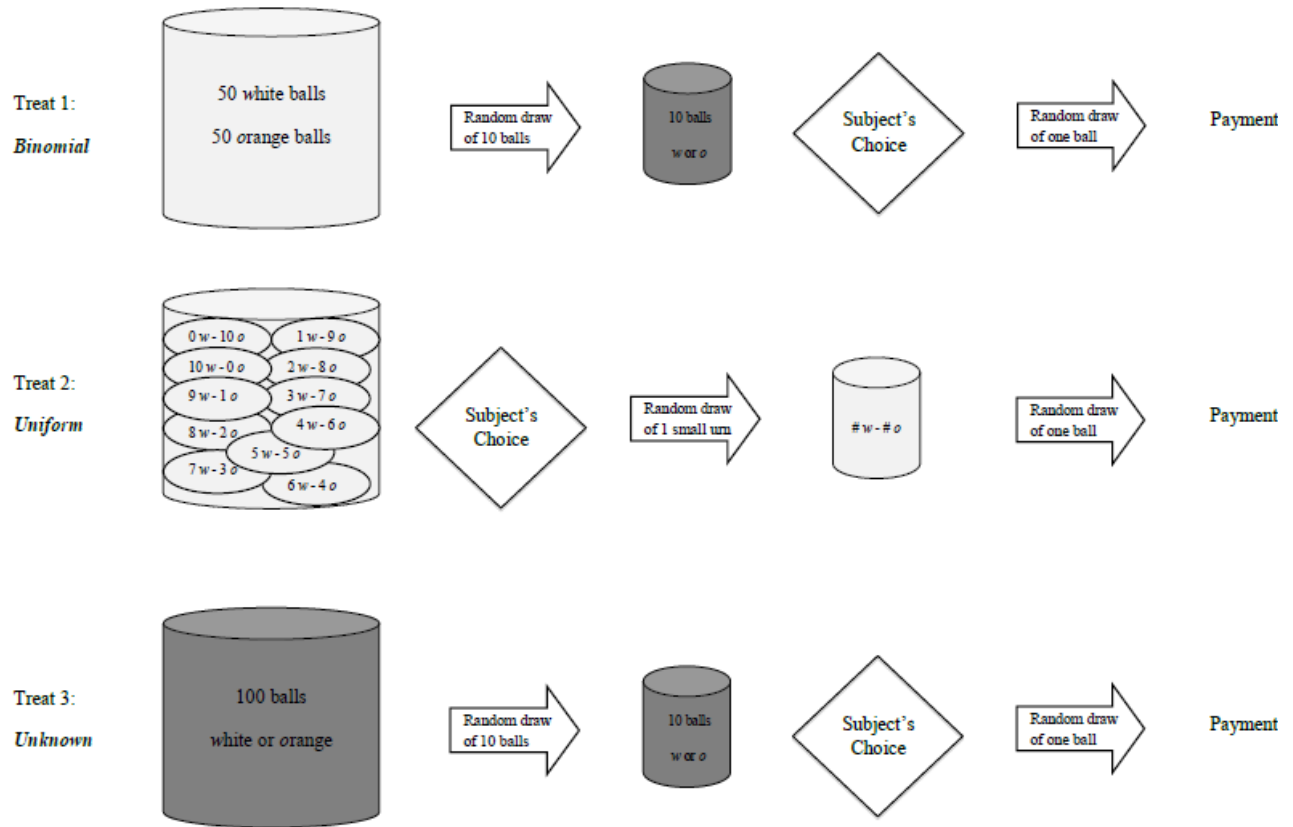 Treat 1:
Binomial
50 white balls
50 orange balls
Random draw
of 10 balls
10 balls
w or o
Subject's
Choice
Random draw
of one ball
Payment
Treat 2:
Uniform
0 w - 10 o
1 w - 9 o
10 w - 0 o
2 w - 8 o
9 w - 1 o
3 w - 7 o
8 w - 2 o
4 w - 6 o
5 w - 5 o
7 w - 3 o
6 w - 4 o
Subject's
Choice
Random draw
of 1 small urn
# w - # o
Random draw
of one ball
Payment
Treat 3:
Unknown
100 balls
white or orange
Random draw
of 10 balls
10 balls
w or o
Subject's
Choice
Random draw
of one ball
Payment